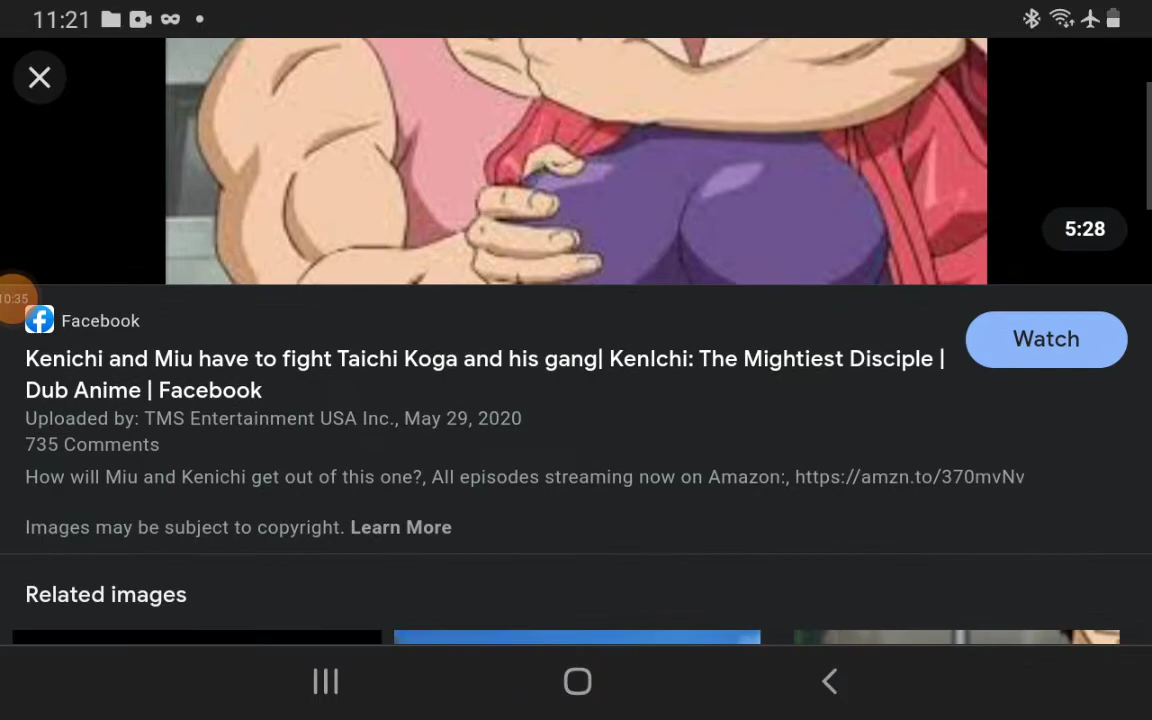 11:21
5:28
10:35
Facebook
Kenichi and Miu have to fight Taichi Koga and his gang| KenIchi: The Mightiest Disciple |
Dub Anime | Facebook
Watch
Uploaded by: TMS Entertainment USA Inc., May 29, 2020
735 Comments
How will Miu and Kenichi get out of this one?, All episodes streaming now on Amazon:, https://amzn.to/370mvNv
Images may be subject to copyright. Learn More
Related images